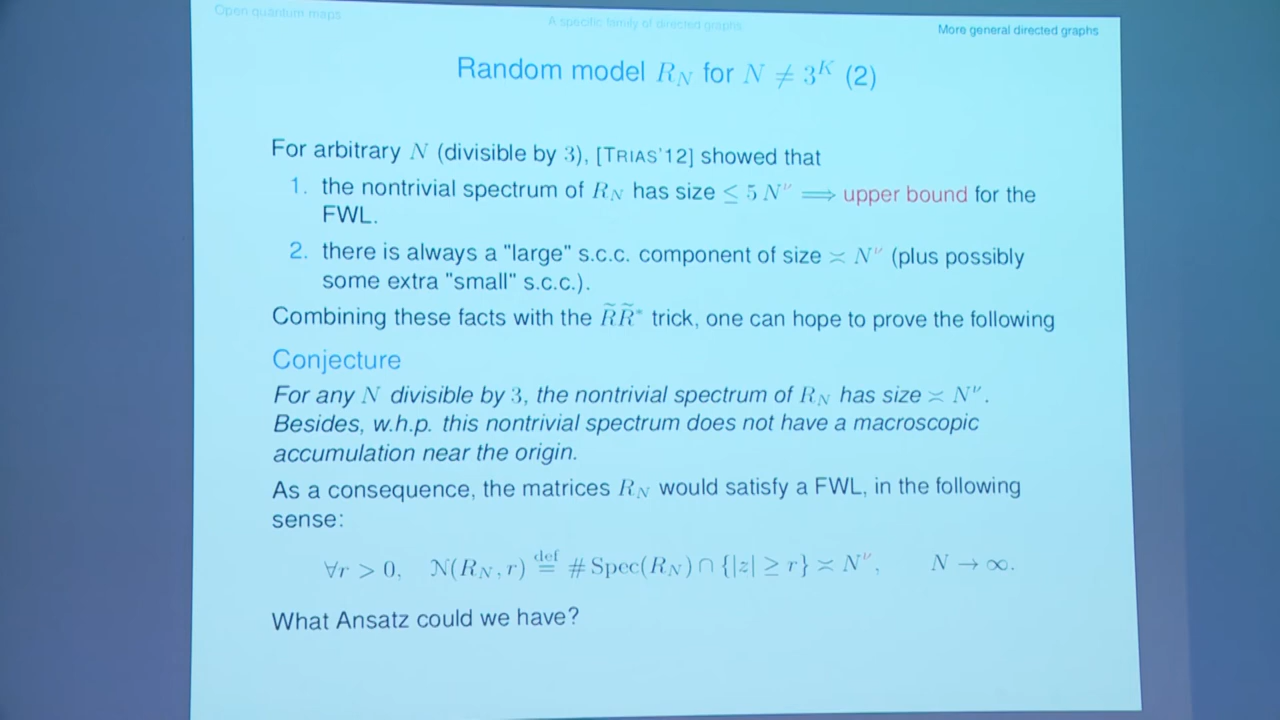 Open quantum maps
A specific family of directed graphs
More general directed graphs
Random model R_N for N ≠ 3^K (2)
For arbitrary N (divisible by 3), [TRIAS'12] showed that
1. the nontrivial spectrum of R_N has size ≤ 5 N^ν ⟹ upper bound for the
FWL.
2. there is always a "large" s.c.c. component of size ≍ N^ν (plus possibly
some extra "small" s.c.c.).
Combining these facts with the R̃R̃* trick, one can hope to prove the following
Conjecture
For any N divisible by 3, the nontrivial spectrum of R_N has size ≍ N^ν.
Besides, w.h.p. this nontrivial spectrum does not have a macroscopic
accumulation near the origin.
As a consequence, the matrices R_N would satisfy a FWL, in the following
sense:
∀r > 0, N(R_N, r) def= # Spec(R_N) ∩ {|z| ≥ r} ≍ N^ν, N → ∞.
What Ansatz could we have?